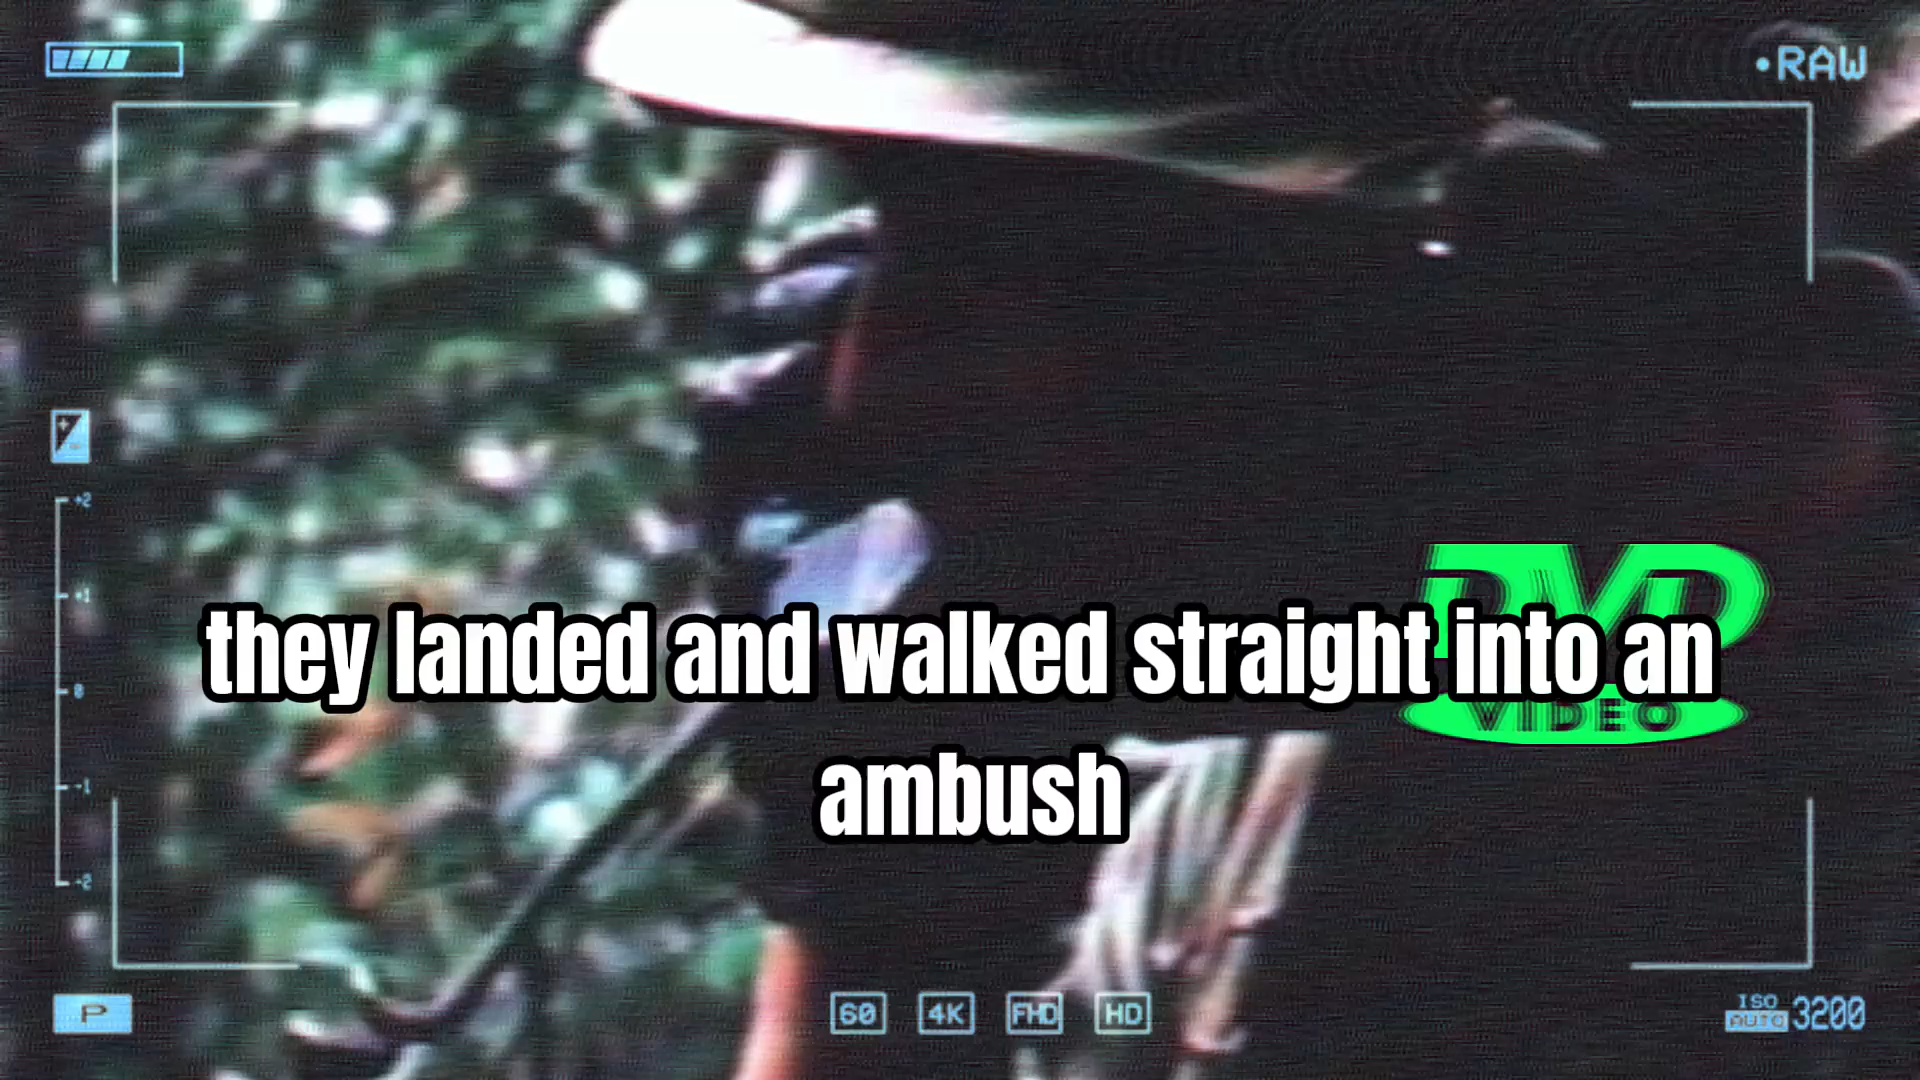 •RAW
+2
+1
0
-1
-2
DVD
VIDEO
they landed and walked straight into an
ambush
P
60 4K FHD HD
ISO
AUTO 3200